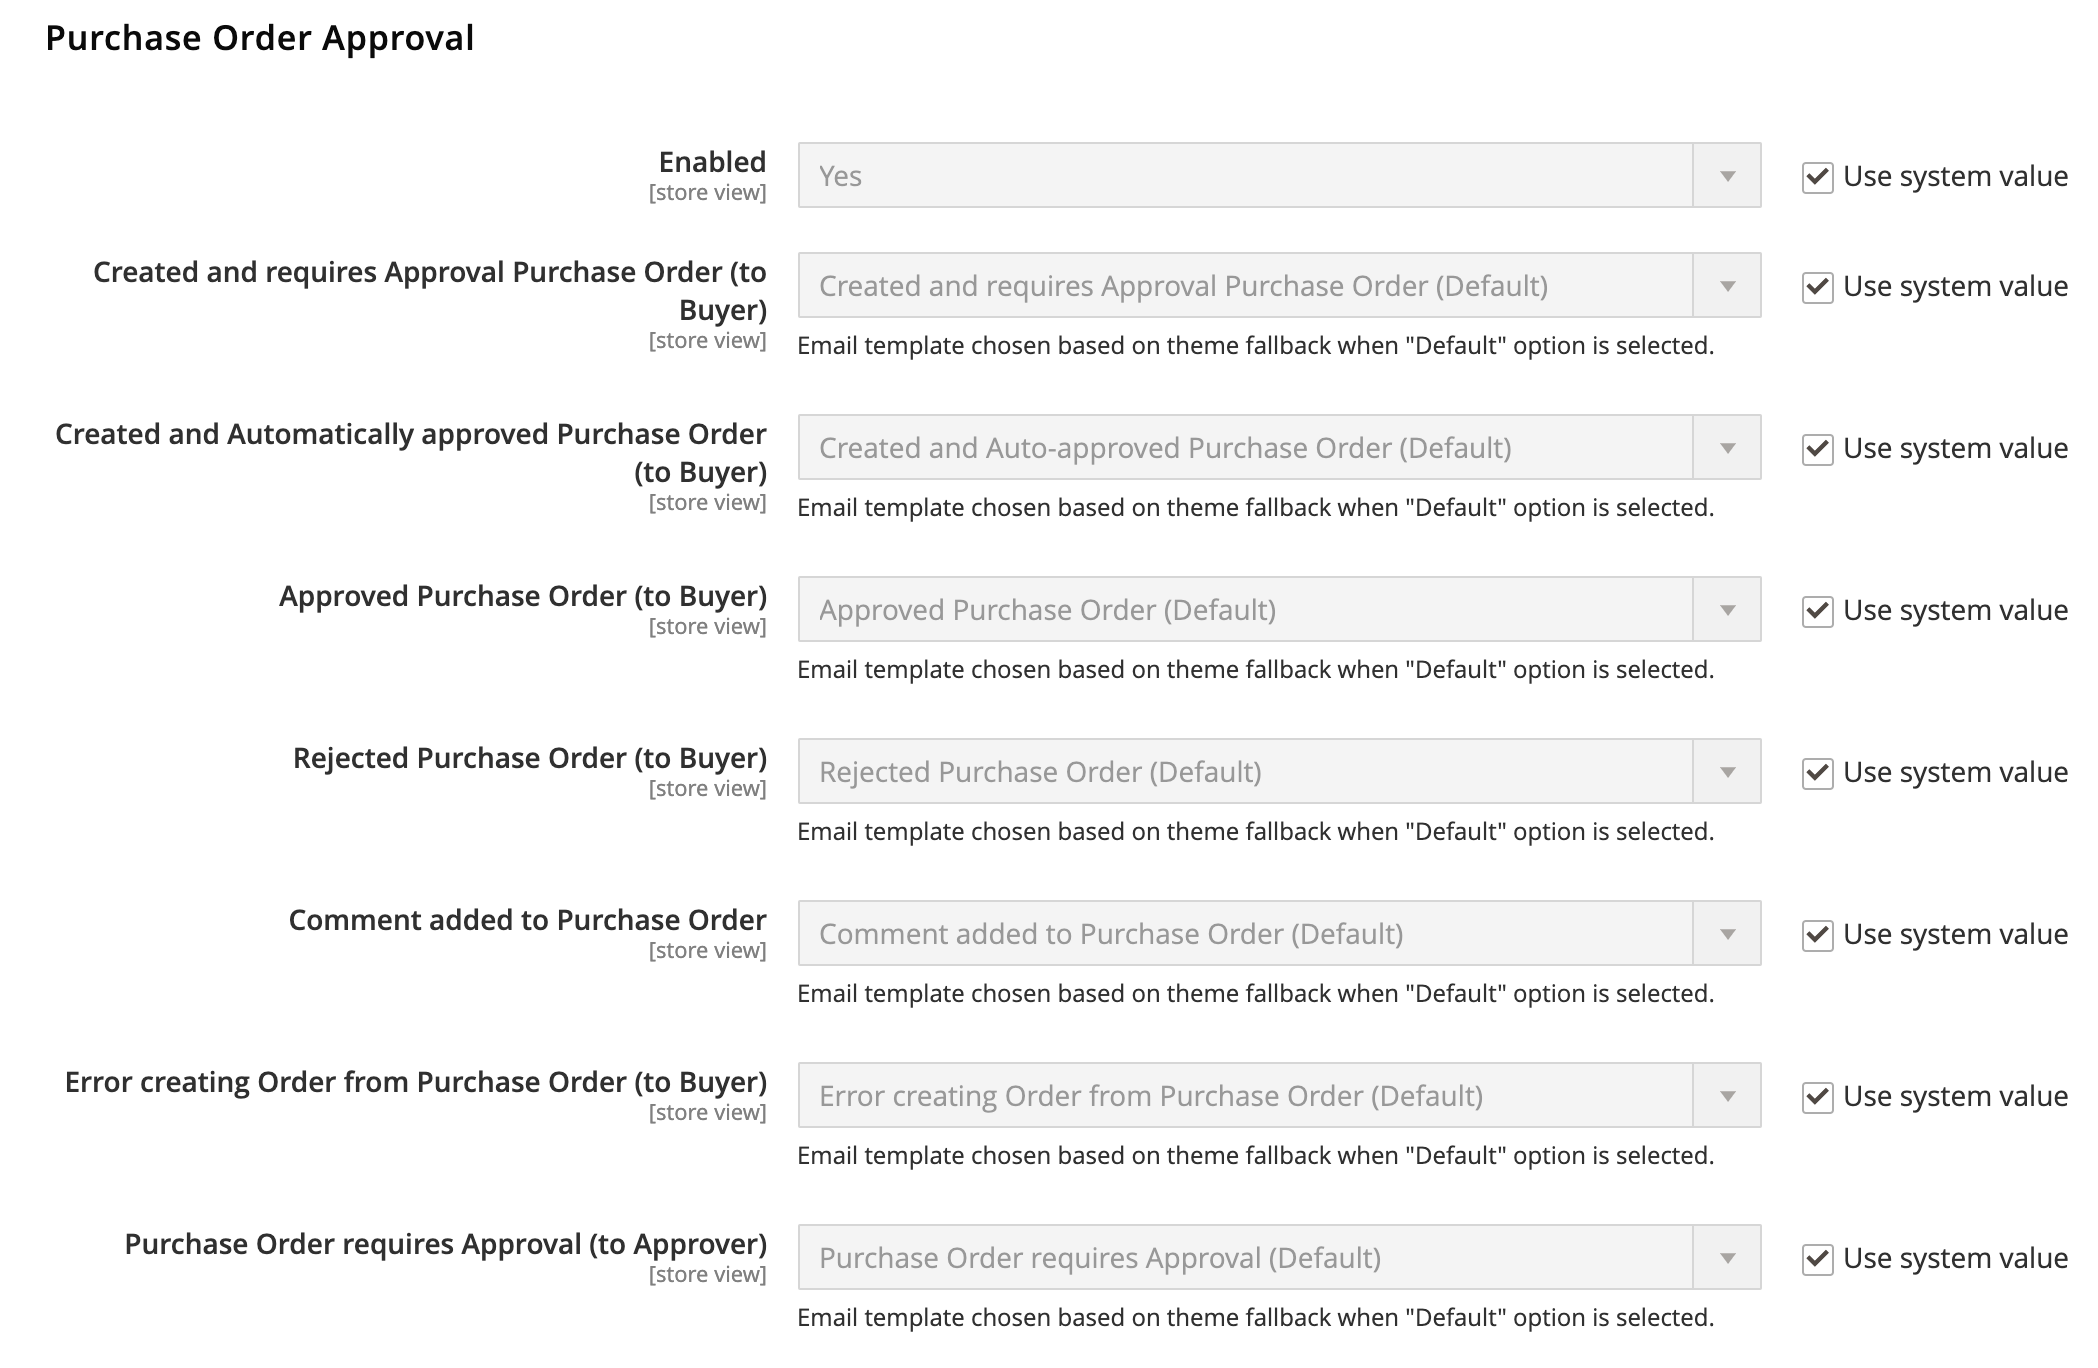 Purchase Order Approval
Enabled
[store view]
Yes
Use system value
Created and requires Approval Purchase Order (to
Buyer)
[store view]
Created and requires Approval Purchase Order (Default)
Use system value
Email template chosen based on theme fallback when "Default" option is selected.
Created and Automatically approved Purchase Order
(to Buyer)
[store view]
Created and Auto-approved Purchase Order (Default)
Use system value
Email template chosen based on theme fallback when "Default" option is selected.
Approved Purchase Order (to Buyer)
[store view]
Approved Purchase Order (Default)
Use system value
Email template chosen based on theme fallback when "Default" option is selected.
Rejected Purchase Order (to Buyer)
[store view]
Rejected Purchase Order (Default)
Use system value
Email template chosen based on theme fallback when "Default" option is selected.
Comment added to Purchase Order
[store view]
Comment added to Purchase Order (Default)
Use system value
Email template chosen based on theme fallback when "Default" option is selected.
Error creating Order from Purchase Order (to Buyer)
[store view]
Error creating Order from Purchase Order (Default)
Use system value
Email template chosen based on theme fallback when "Default" option is selected.
Purchase Order requires Approval (to Approver)
[store view]
Purchase Order requires Approval (Default)
Use system value
Email template chosen based on theme fallback when "Default" option is selected.